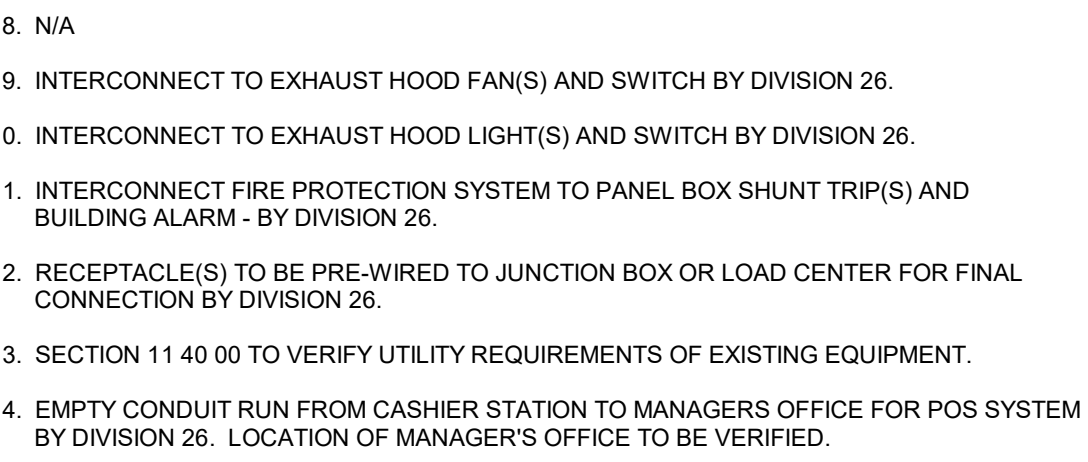 8. N/A
9. INTERCONNECT TO EXHAUST HOOD FAN(S) AND SWITCH BY DIVISION 26.
0. INTERCONNECT TO EXHAUST HOOD LIGHT(S) AND SWITCH BY DIVISION 26.
1. INTERCONNECT FIRE PROTECTION SYSTEM TO PANEL BOX SHUNT TRIP(S) AND
BUILDING ALARM - BY DIVISION 26.
2. RECEPTACLE(S) TO BE PRE-WIRED TO JUNCTION BOX OR LOAD CENTER FOR FINAL
CONNECTION BY DIVISION 26.
3. SECTION 11 40 00 TO VERIFY UTILITY REQUIREMENTS OF EXISTING EQUIPMENT.
4. EMPTY CONDUIT RUN FROM CASHIER STATION TO MANAGERS OFFICE FOR POS SYSTEM
BY DIVISION 26. LOCATION OF MANAGER'S OFFICE TO BE VERIFIED.